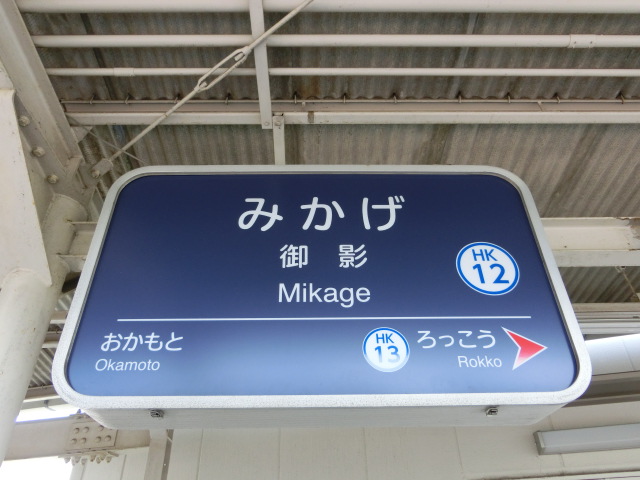 みかげ
御影
Mikage
HK
12
おかもと
Okamoto
HK
13
ろっこう
Rokko